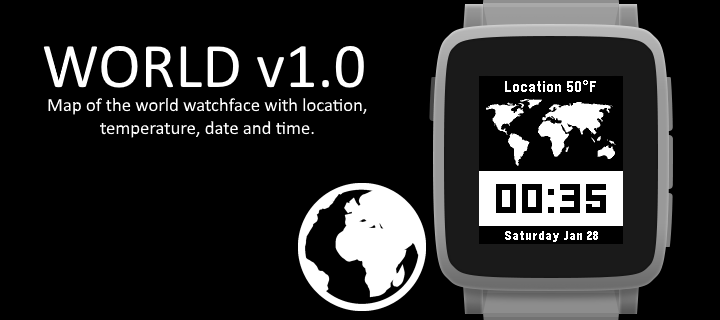 WORLD v1.0
Map of the world watchface with location,
temperature, date and time.
Location 50°F
00:35
Saturday Jan 28